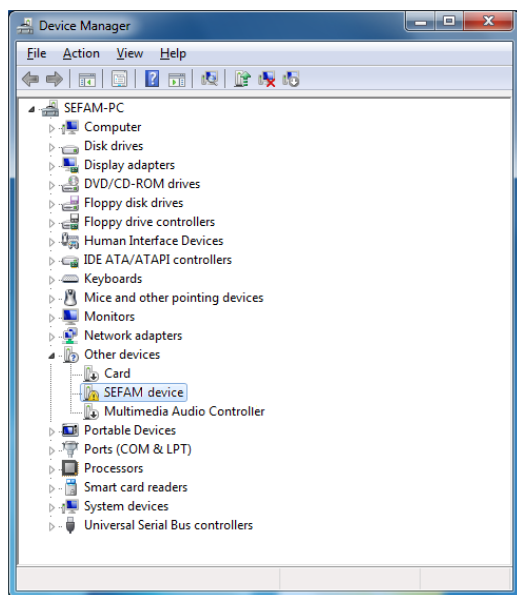 Device Manager
File Action View Help
SEFAM-PC
Computer
Disk drives
Display adapters
DVD/CD-ROM drives
Floppy disk drives
Floppy drive controllers
Human Interface Devices
IDE ATA/ATAPI controllers
Keyboards
Mice and other pointing devices
Monitors
Network adapters
Other devices
Card
SEFAM device
Multimedia Audio Controller
Portable Devices
Ports (COM & LPT)
Processors
Smart card readers
System devices
Universal Serial Bus controllers